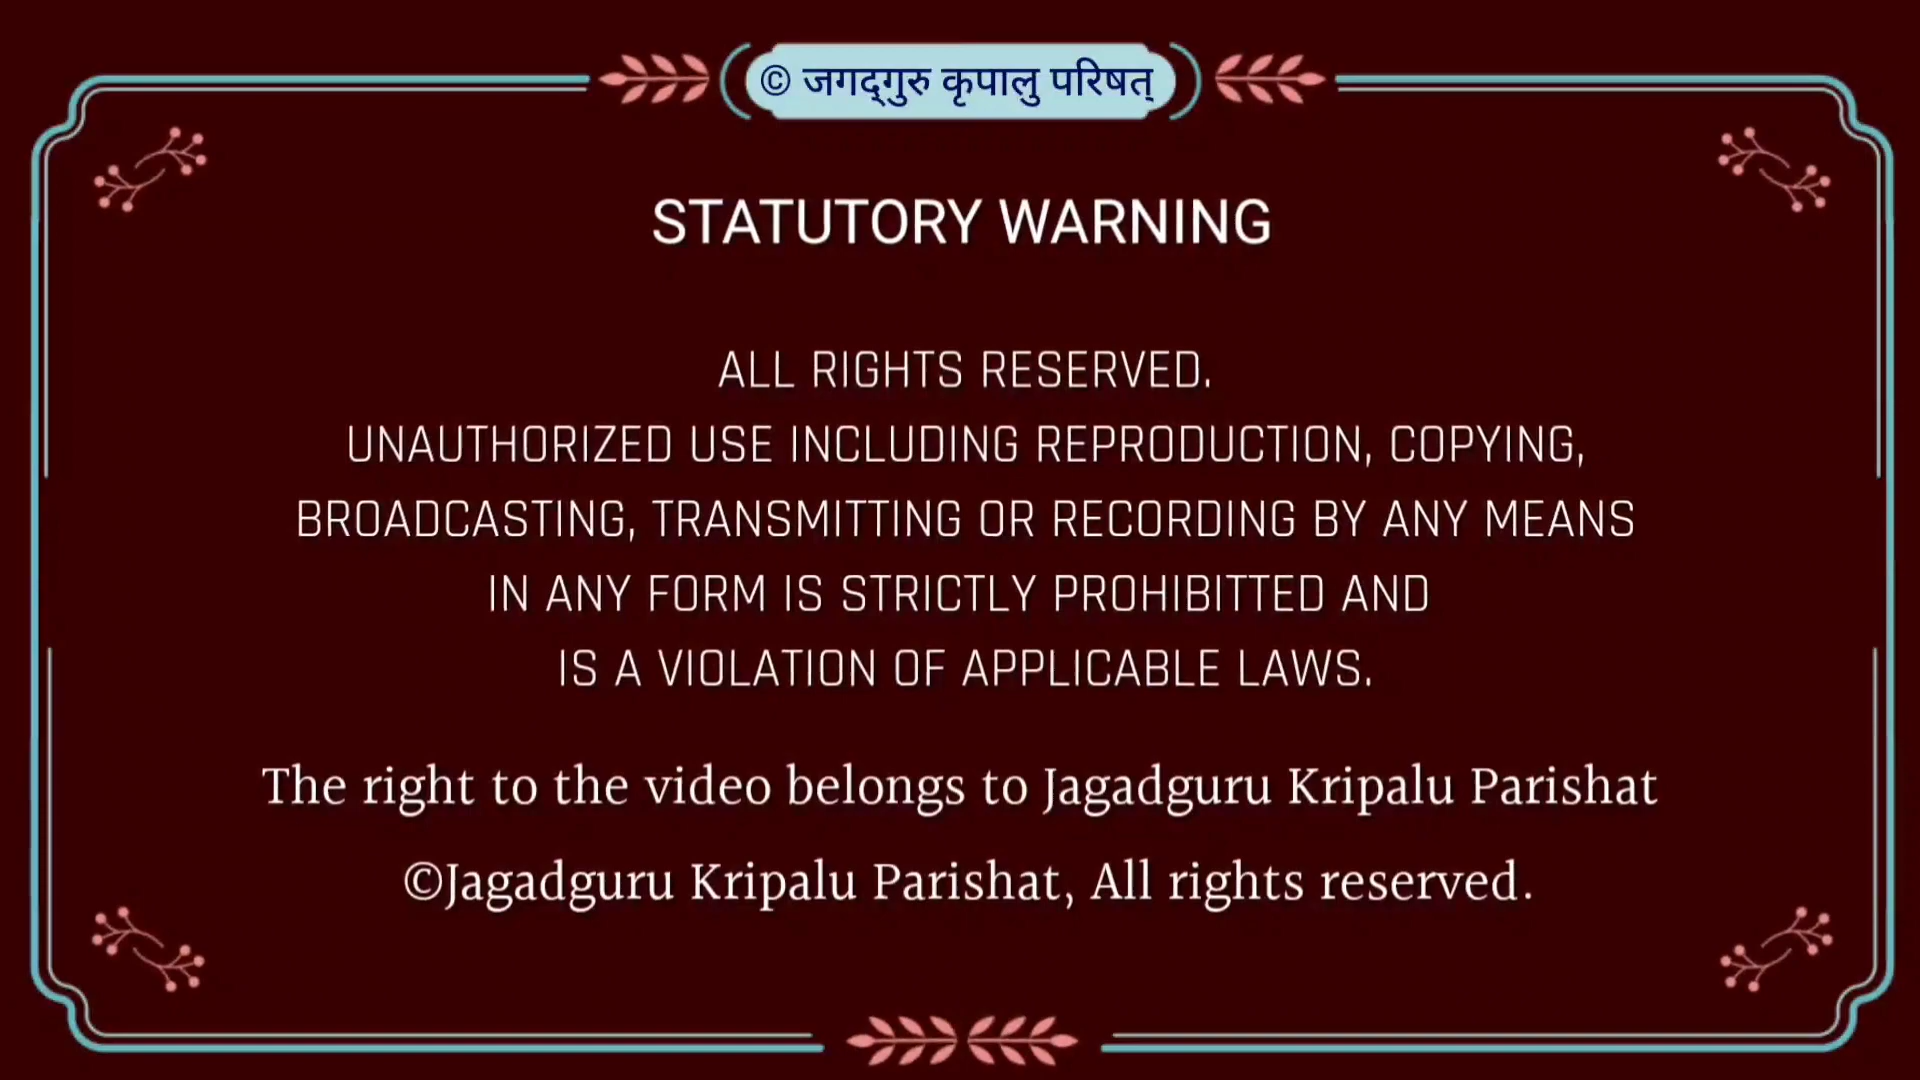 © जगद्गुरु कृपालु परिषत्
STATUTORY WARNING
ALL RIGHTS RESERVED.
UNAUTHORIZED USE INCLUDING REPRODUCTION, COPYING,
BROADCASTING, TRANSMITTING OR RECORDING BY ANY MEANS
IN ANY FORM IS STRICTLY PROHIBITTED AND
IS A VIOLATION OF APPLICABLE LAWS.
The right to the video belongs to Jagadguru Kripalu Parishat
©Jagadguru Kripalu Parishat, All rights reserved.